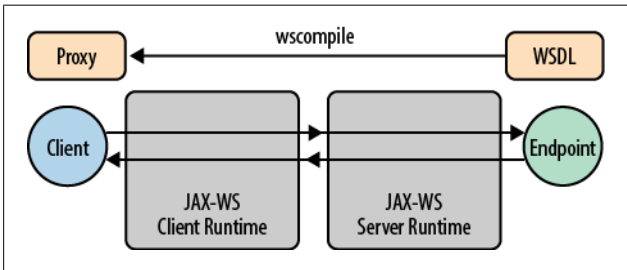 wscompile
Proxy
WSDL
Client
Endpoint
JAX-WS
Client Runtime
JAX-WS
Server Runtime